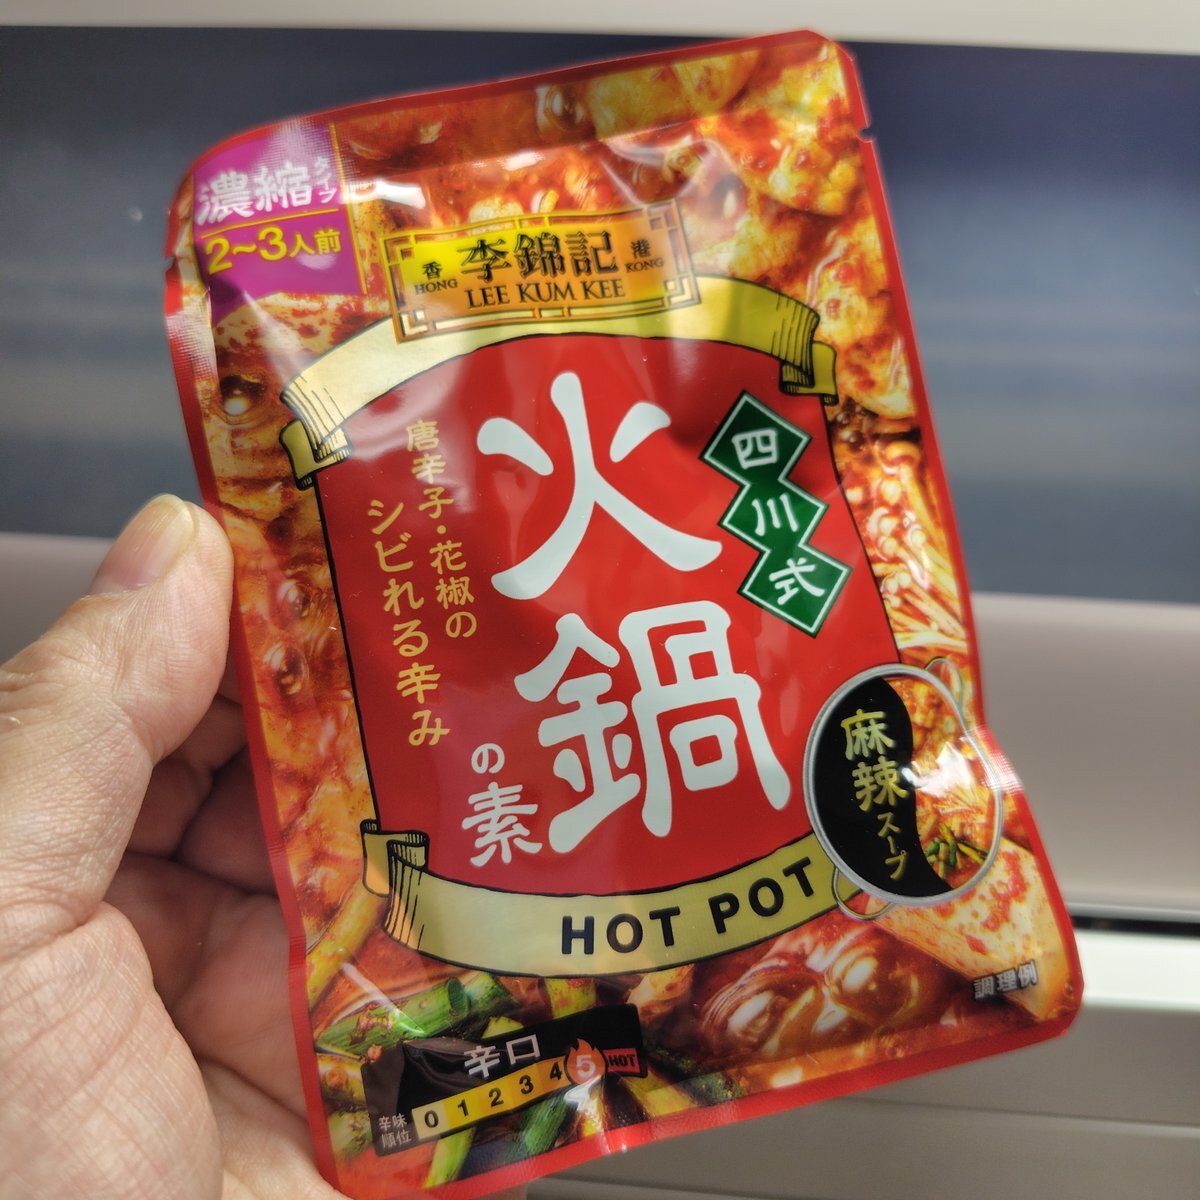 濃縮タイプ
2～3人前
香 李錦記 港
HONG LEE KUM KEE KONG
四川式
火鍋
の素
唐辛子・花椒の
シビれる辛み
麻辣スープ
HOT POT
調理例
辛口
辛味順位 0 1 2 3 4 5 HOT